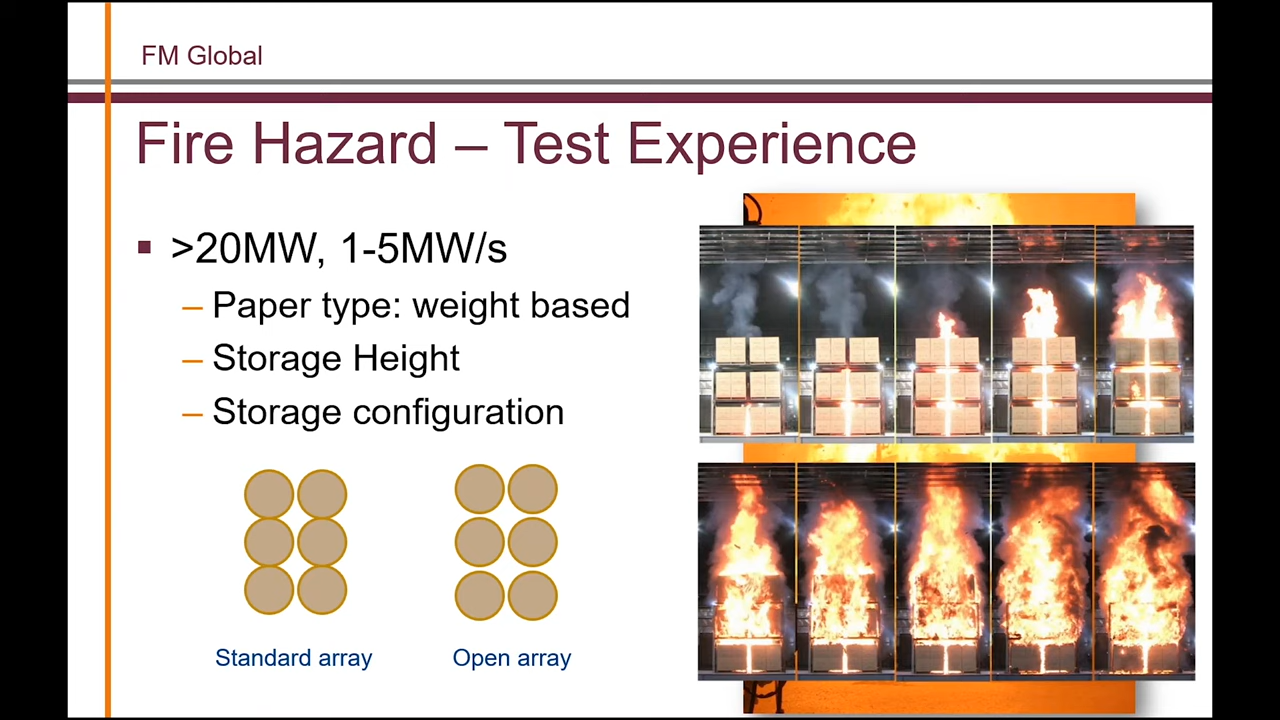 FM Global
Fire Hazard – Test Experience
>20MW, 1-5MW/s
– Paper type: weight based
– Storage Height
– Storage configuration
Standard array
Open array